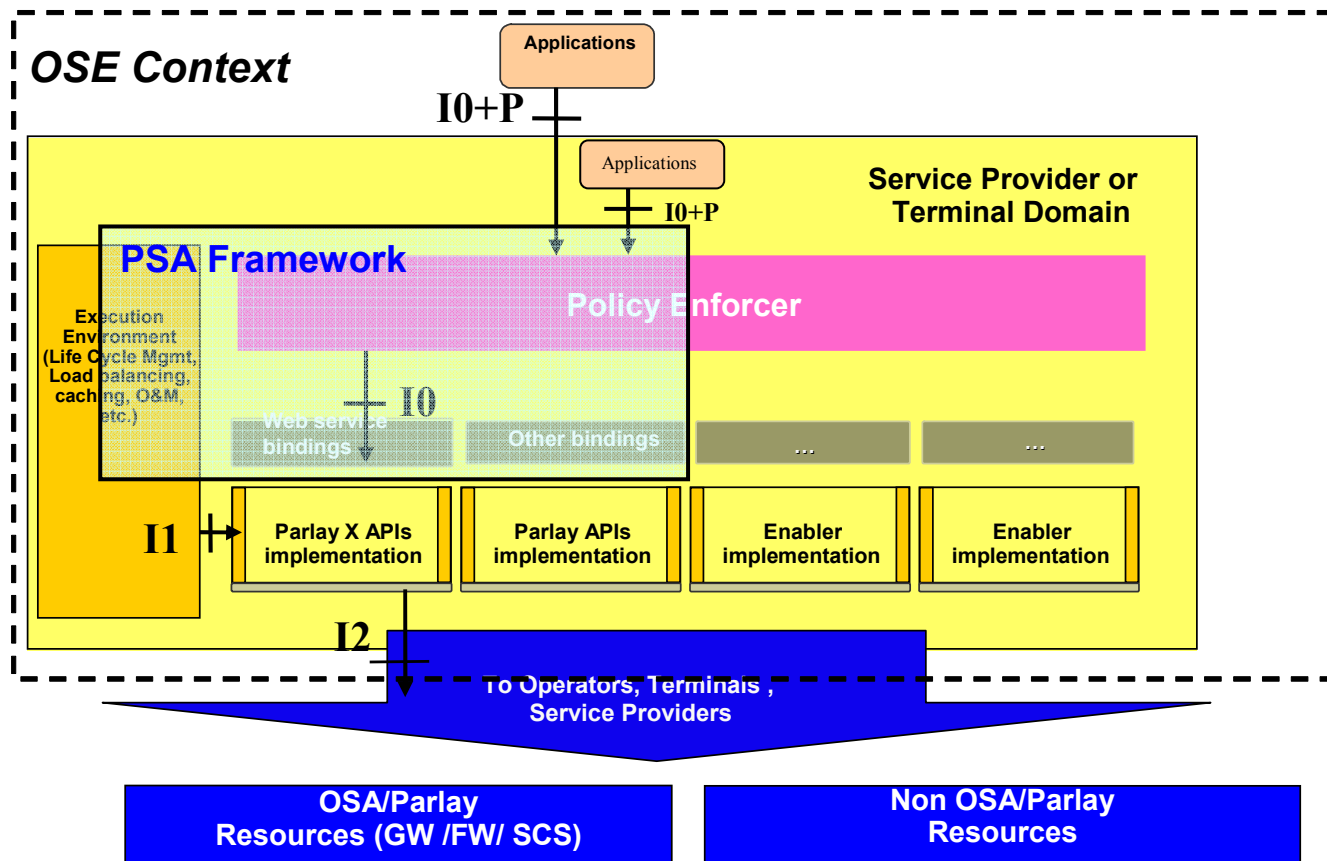 Applications
OSE Context
I0+P
Applications
Service Provider or
Terminal Domain
I0+P
PSA Framework
Policy Enforcer
Execution
Environment
(Life Cycle Mgmt,
Load balancing,
caching, O&M,
etc.)
I0
Web service
bindings
Other bindings
...
...
I1
Parlay X APIs
implementation
Parlay APIs
implementation
Enabler
implementation
Enabler
implementation
I2
To Operators, Terminals ,
Service Providers
OSA/Parlay
Resources (GW /FW/ SCS)
Non OSA/Parlay
Resources